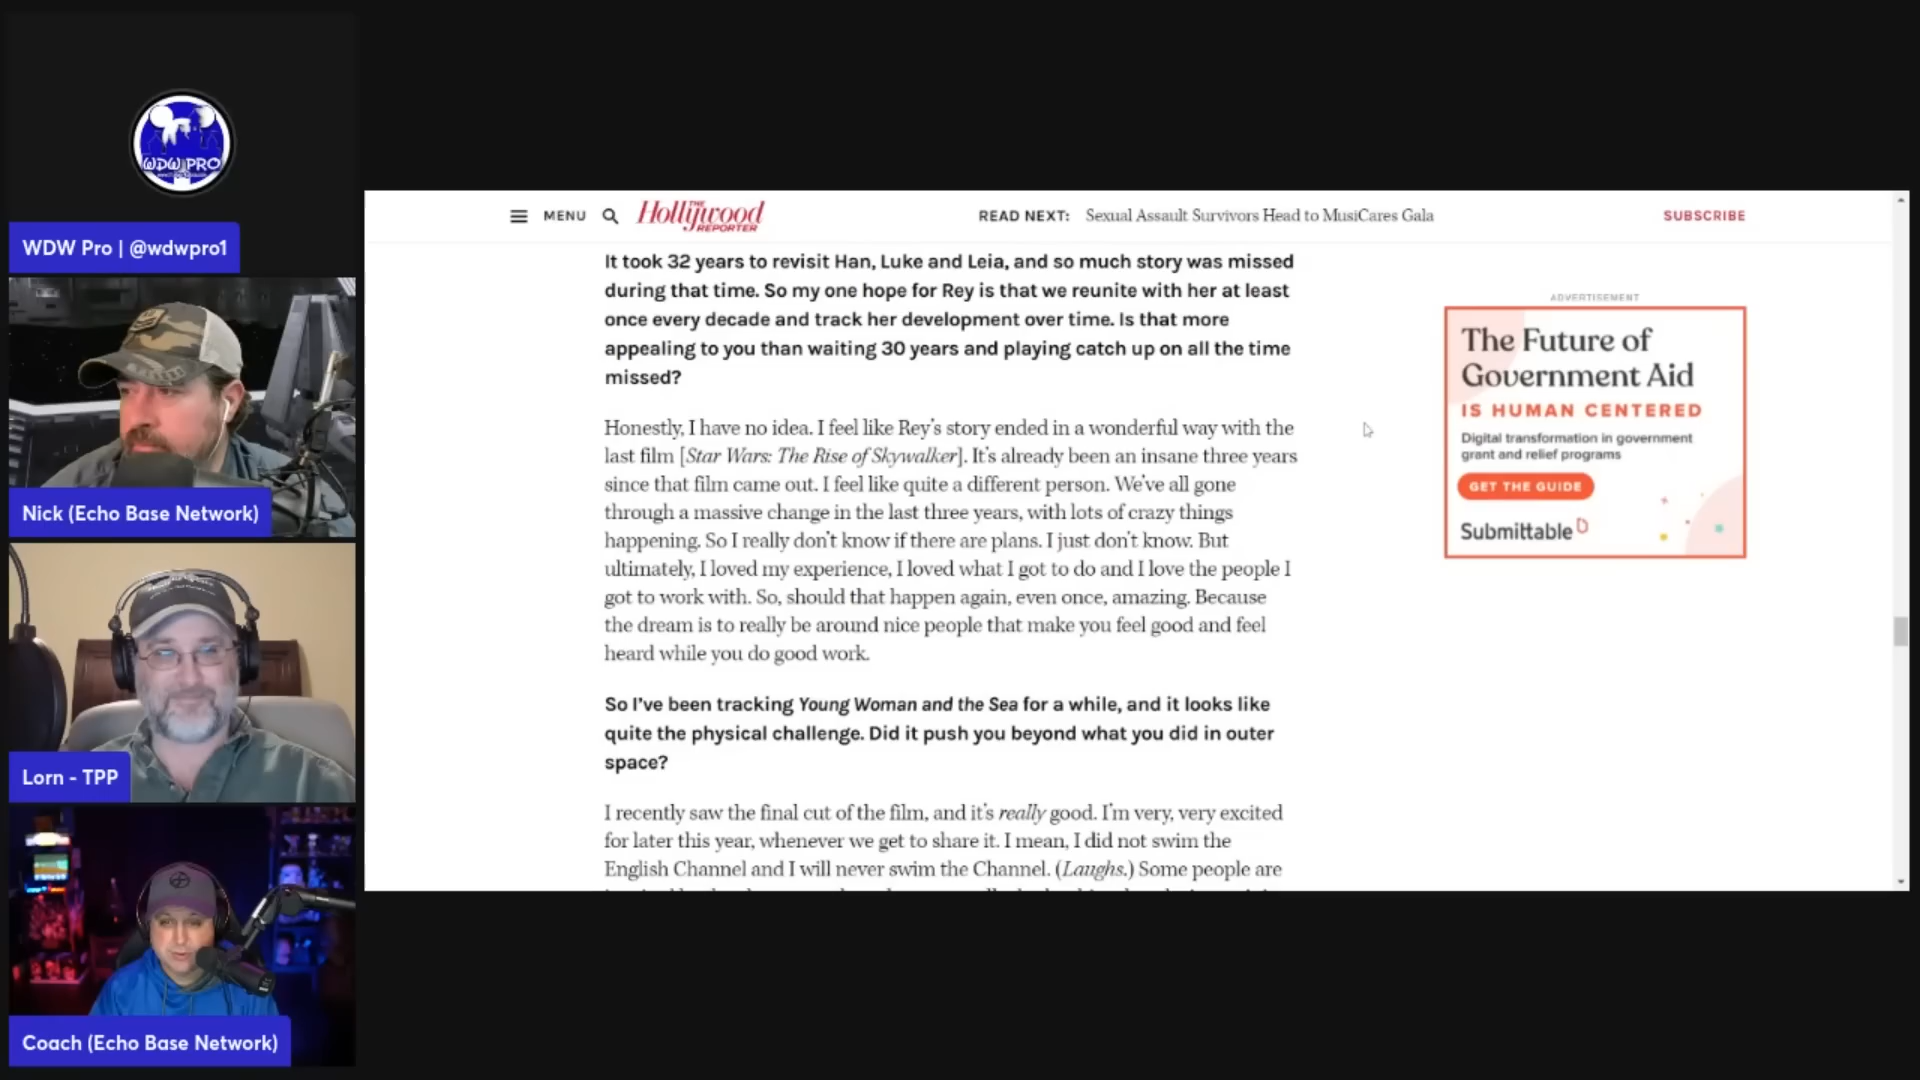 WDW PRO
WDW Pro | @wdwpro1
Nick (Echo Base Network)
Lorn - TPP
Coach (Echo Base Network)
MENU
THE
Hollywood
REPORTER
READ NEXT: Sexual Assault Survivors Head to MusiCares Gala
SUBSCRIBE
It took 32 years to revisit Han, Luke and Leia, and so much story was missed
during that time. So my one hope for Rey is that we reunite with her at least
once every decade and track her development over time. Is that more
appealing to you than waiting 30 years and playing catch up on all the time
missed?
Honestly, I have no idea. I feel like Rey's story ended in a wonderful way with the
last film [Star Wars: The Rise of Skywalker]. It's already been an insane three years
since that film came out. I feel like quite a different person. We've all gone
through a massive change in the last three years, with lots of crazy things
happening. So I really don't know if there are plans. I just don't know. But
ultimately, I loved my experience, I loved what I got to do and I love the people I
got to work with. So, should that happen again, even once, amazing. Because
the dream is to really be around nice people that make you feel good and feel
heard while you do good work.
So I've been tracking Young Woman and the Sea for a while, and it looks like
quite the physical challenge. Did it push you beyond what you did in outer
space?
I recently saw the final cut of the film, and it's really good. I'm very, very excited
for later this year, whenever we get to share it. I mean, I did not swim the
English Channel and I will never swim the Channel. (Laughs.) Some people are
ADVERTISEMENT
The Future of
Government Aid
IS HUMAN CENTERED
Digital transformation in government
grant and relief programs
GET THE GUIDE
Submittable